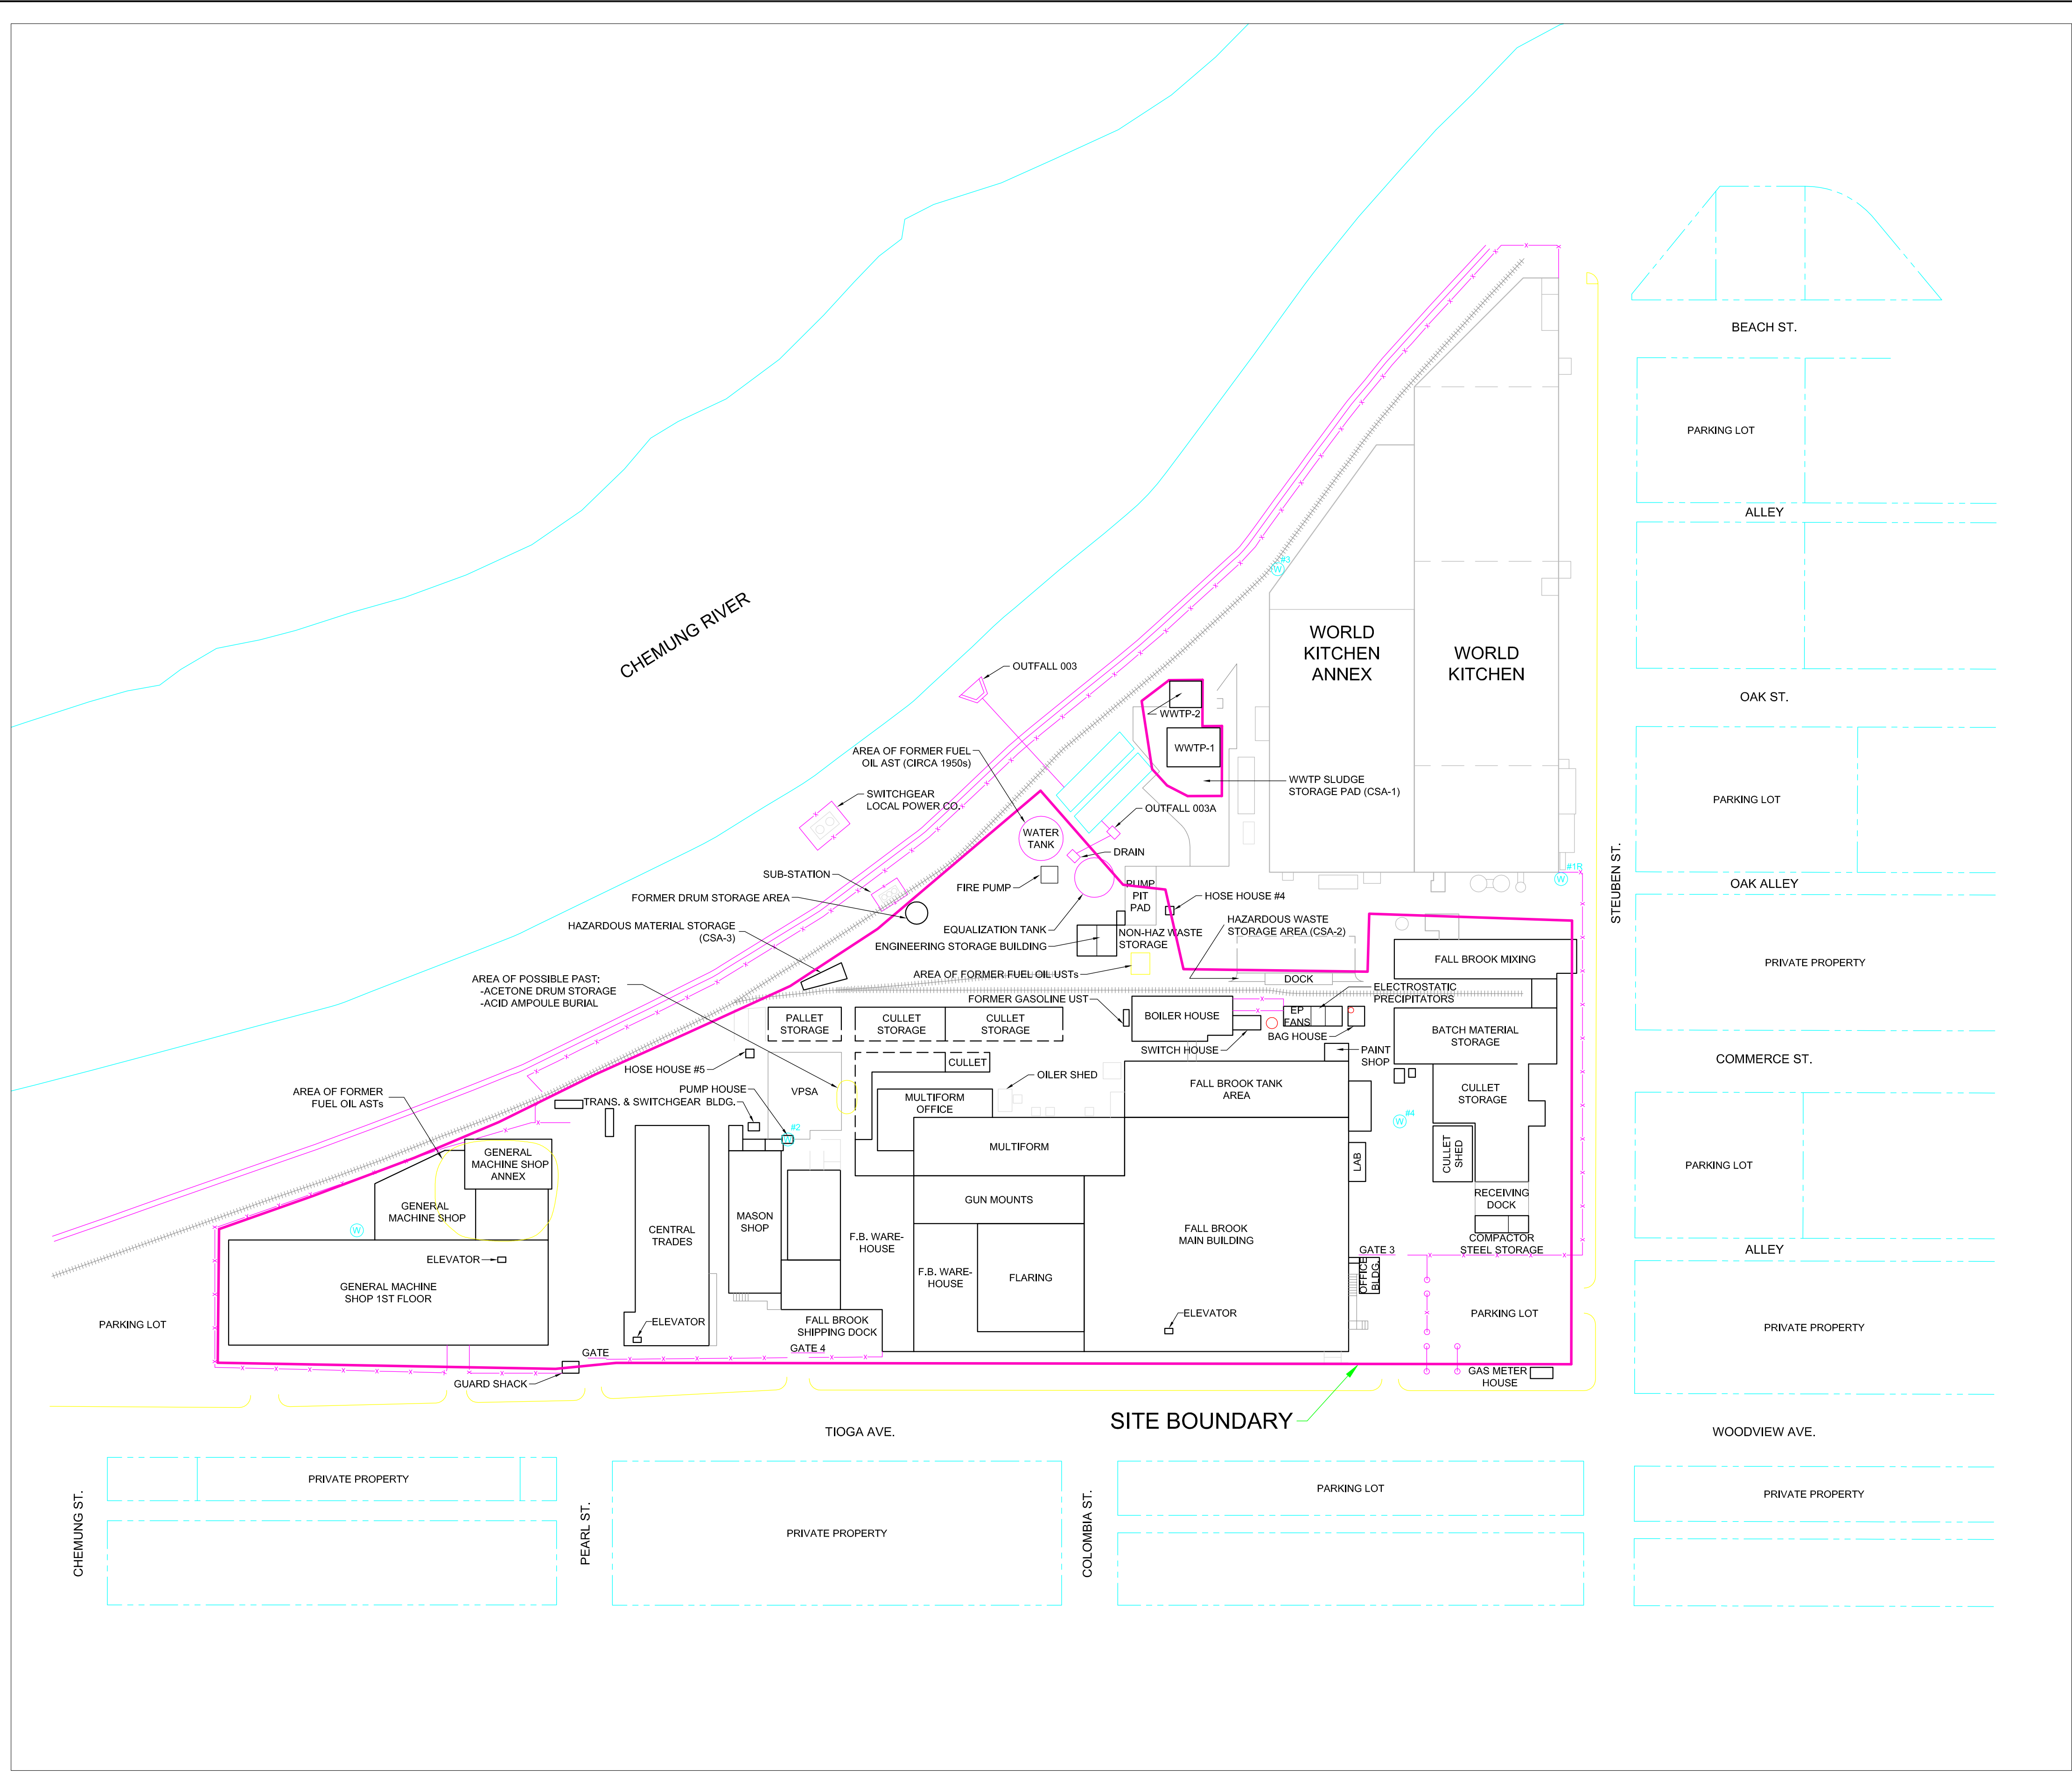 BEACH ST.
PARKING LOT
ALLEY
#3
W
CHEMUNG RIVER
WORLD
KITCHEN
ANNEX
WORLD
KITCHEN
OUTFALL 003
OAK ST.
WWTP-2
WWTP-1
AREA OF FORMER FUEL
OIL AST (CIRCA 1950s)
WWTP SLUDGE
STORAGE PAD (CSA-1)
SWITCHGEAR
LOCAL POWER CO.
PARKING LOT
OUTFALL 003A
WATER
TANK
DRAIN
STEUBEN ST.
#1R
W
SUB-STATION
FIRE PUMP
PUMP
PIT
PAD
OAK ALLEY
FORMER DRUM STORAGE AREA
HOSE HOUSE #4
HAZARDOUS MATERIAL STORAGE
(CSA-3)
EQUALIZATION TANK
NON-HAZ WASTE
STORAGE
HAZARDOUS WASTE
STORAGE AREA (CSA-2)
ENGINEERING STORAGE BUILDING
FALL BROOK MIXING
PRIVATE PROPERTY
AREA OF POSSIBLE PAST:
-ACETONE DRUM STORAGE
-ACID AMPOULE BURIAL
AREA OF FORMER FUEL OIL USTs
DOCK
ELECTROSTATIC
PRECIPITATORS
FORMER GASOLINE UST
PALLET
STORAGE
CULLET
STORAGE
CULLET
STORAGE
BOILER HOUSE
EP
FANS
BATCH MATERIAL
STORAGE
BAG HOUSE
SWITCH HOUSE
PAINT
SHOP
COMMERCE ST.
HOSE HOUSE #5
CULLET
OILER SHED
FALL BROOK TANK
AREA
CULLET
STORAGE
AREA OF FORMER
FUEL OIL ASTs
PUMP HOUSE
VPSA
TRANS. & SWITCHGEAR BLDG.
MULTIFORM
OFFICE
#4
W
#2
W
MULTIFORM
GENERAL
MACHINE SHOP
ANNEX
LAB
CULLET
SHED
PARKING LOT
GENERAL
MACHINE SHOP
W
GUN MOUNTS
RECEIVING
DOCK
MASON
SHOP
CENTRAL
TRADES
F.B. WARE-
HOUSE
FALL BROOK
MAIN BUILDING
COMPACTOR
STEEL STORAGE
GATE 3
ALLEY
ELEVATOR
F.B. WARE-
HOUSE
FLARING
OFFICE
BLDG.
GENERAL MACHINE
SHOP 1ST FLOOR
PARKING LOT
ELEVATOR
FALL BROOK
SHIPPING DOCK
ELEVATOR
PARKING LOT
PRIVATE PROPERTY
GATE
GATE 4
GUARD SHACK
GAS METER
HOUSE
SITE BOUNDARY
TIOGA AVE.
WOODVIEW AVE.
PRIVATE PROPERTY
PARKING LOT
PRIVATE PROPERTY
CHEMUNG ST.
PEARL ST.
PRIVATE PROPERTY
COLOMBIA ST.